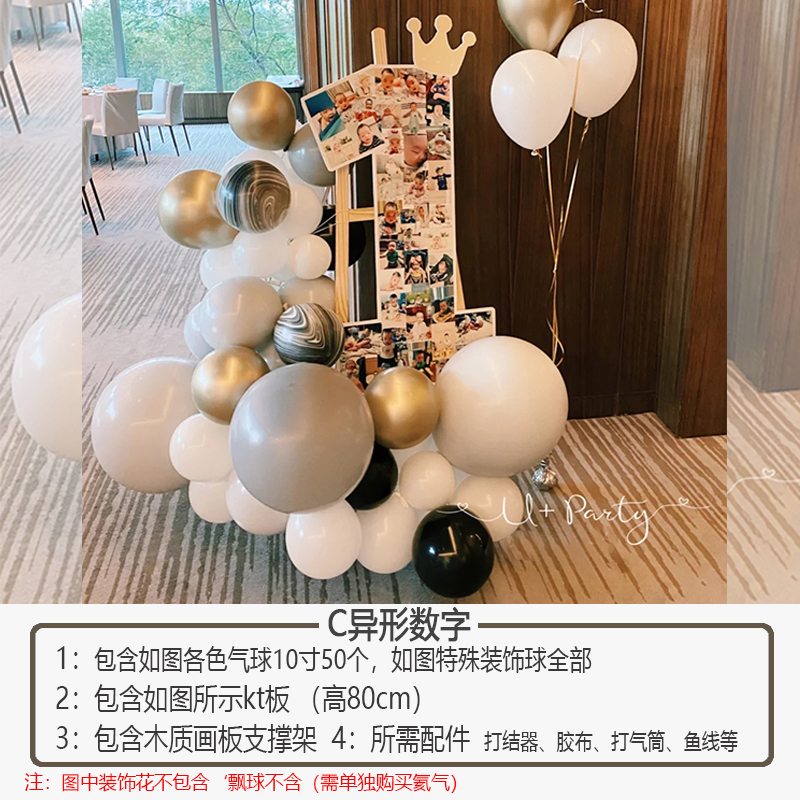 U+ Party
C异形数字
1：包含如图各色气球10寸50个，如图特殊装饰球全部
2：包含如图所示kt板 （高80cm）
3：包含木质画板支撑架 4：所需配件 打结器、胶布、打气筒、鱼线等
注：图中装饰花不包含‘飘球不含（需单独购买氦气）